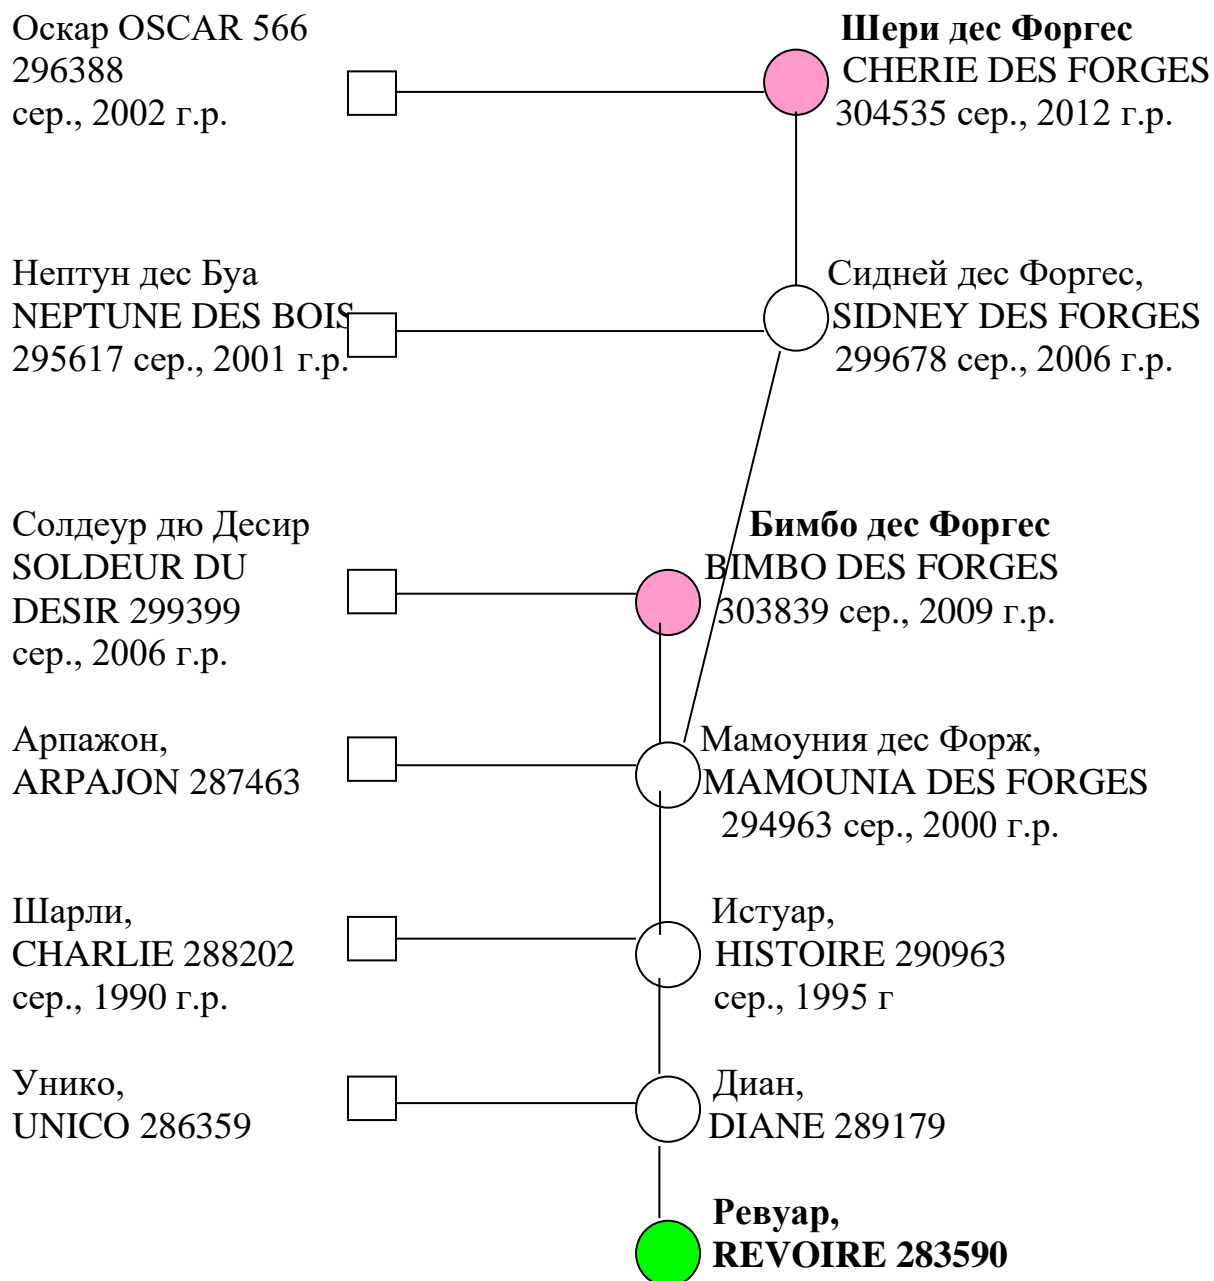 Оскар OSCAR 566
296388
сер., 2002 г.р.
Шери дес Форгес
CHERIE DES FORGES
304535 сер., 2012 г.р.
Нептун дес Буа
NEPTUNE DES BOIS
295617 сер., 2001 г.р.
Сидней дес Форгес,
SIDNEY DES FORGES
299678 сер., 2006 г.р.
Солдеур дю Десир
SOLDEUR DU
DESIR 299399
сер., 2006 г.р.
Бимбо дес Форгес
BIMBO DES FORGES
303839 сер., 2009 г.р.
Арпажон,
ARPAJON 287463
Мамоуния дес Форж,
MAMOUNIA DES FORGES
294963 сер., 2000 г.р.
Шарли,
CHARLIE 288202
сер., 1990 г.р.
Истуар,
HISTOIRE 290963
сер., 1995 г
Унико,
UNICO 286359
Диан,
DIANE 289179
Ревуар,
REVOIRE 283590